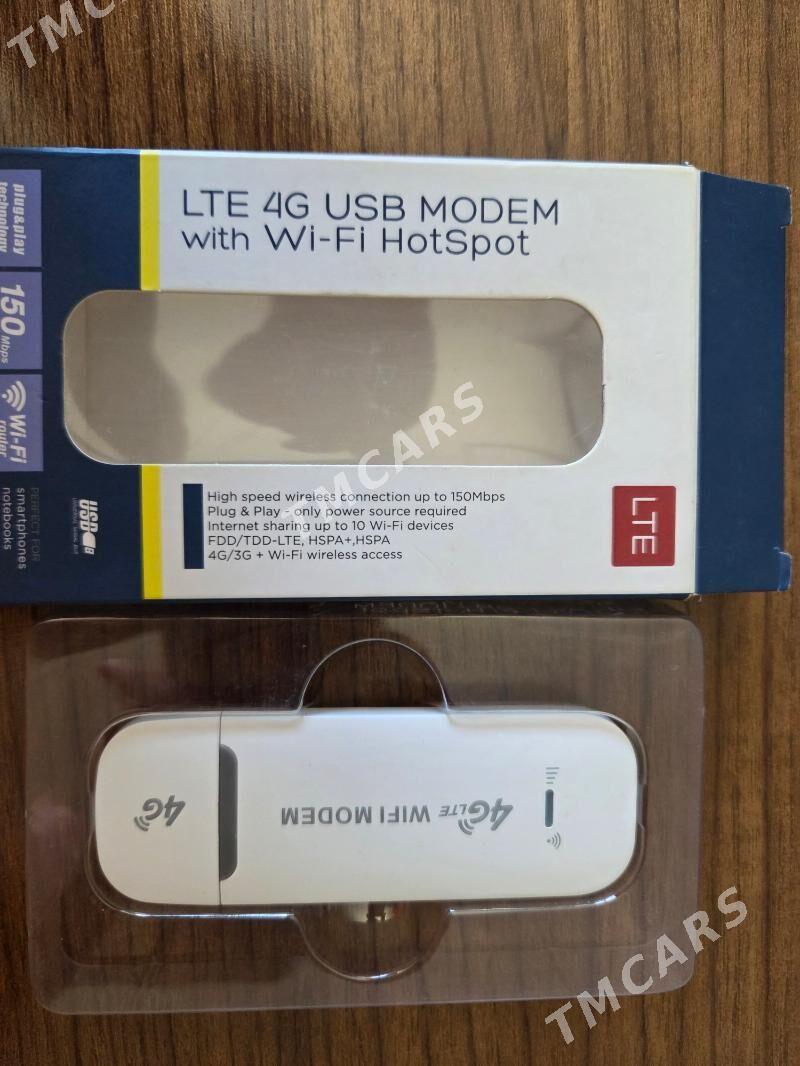 TMCARS
LTE 4G USB MODEM
with Wi-Fi HotSpot
plug&play
technology
150 Mbps
Wi-Fi
router
PERFECT FOR
smartphones
notebooks
USB
TMCARS
High speed wireless connection up to 150Mbps
Plug & Play - only power source required
Internet sharing up to 10 Wi-Fi devices
FDD/TDD-LTE, HSPA+,HSPA
4G/3G + Wi-Fi wireless access
LTE
4G
4G LTE WIFI MODEM
TMCARS